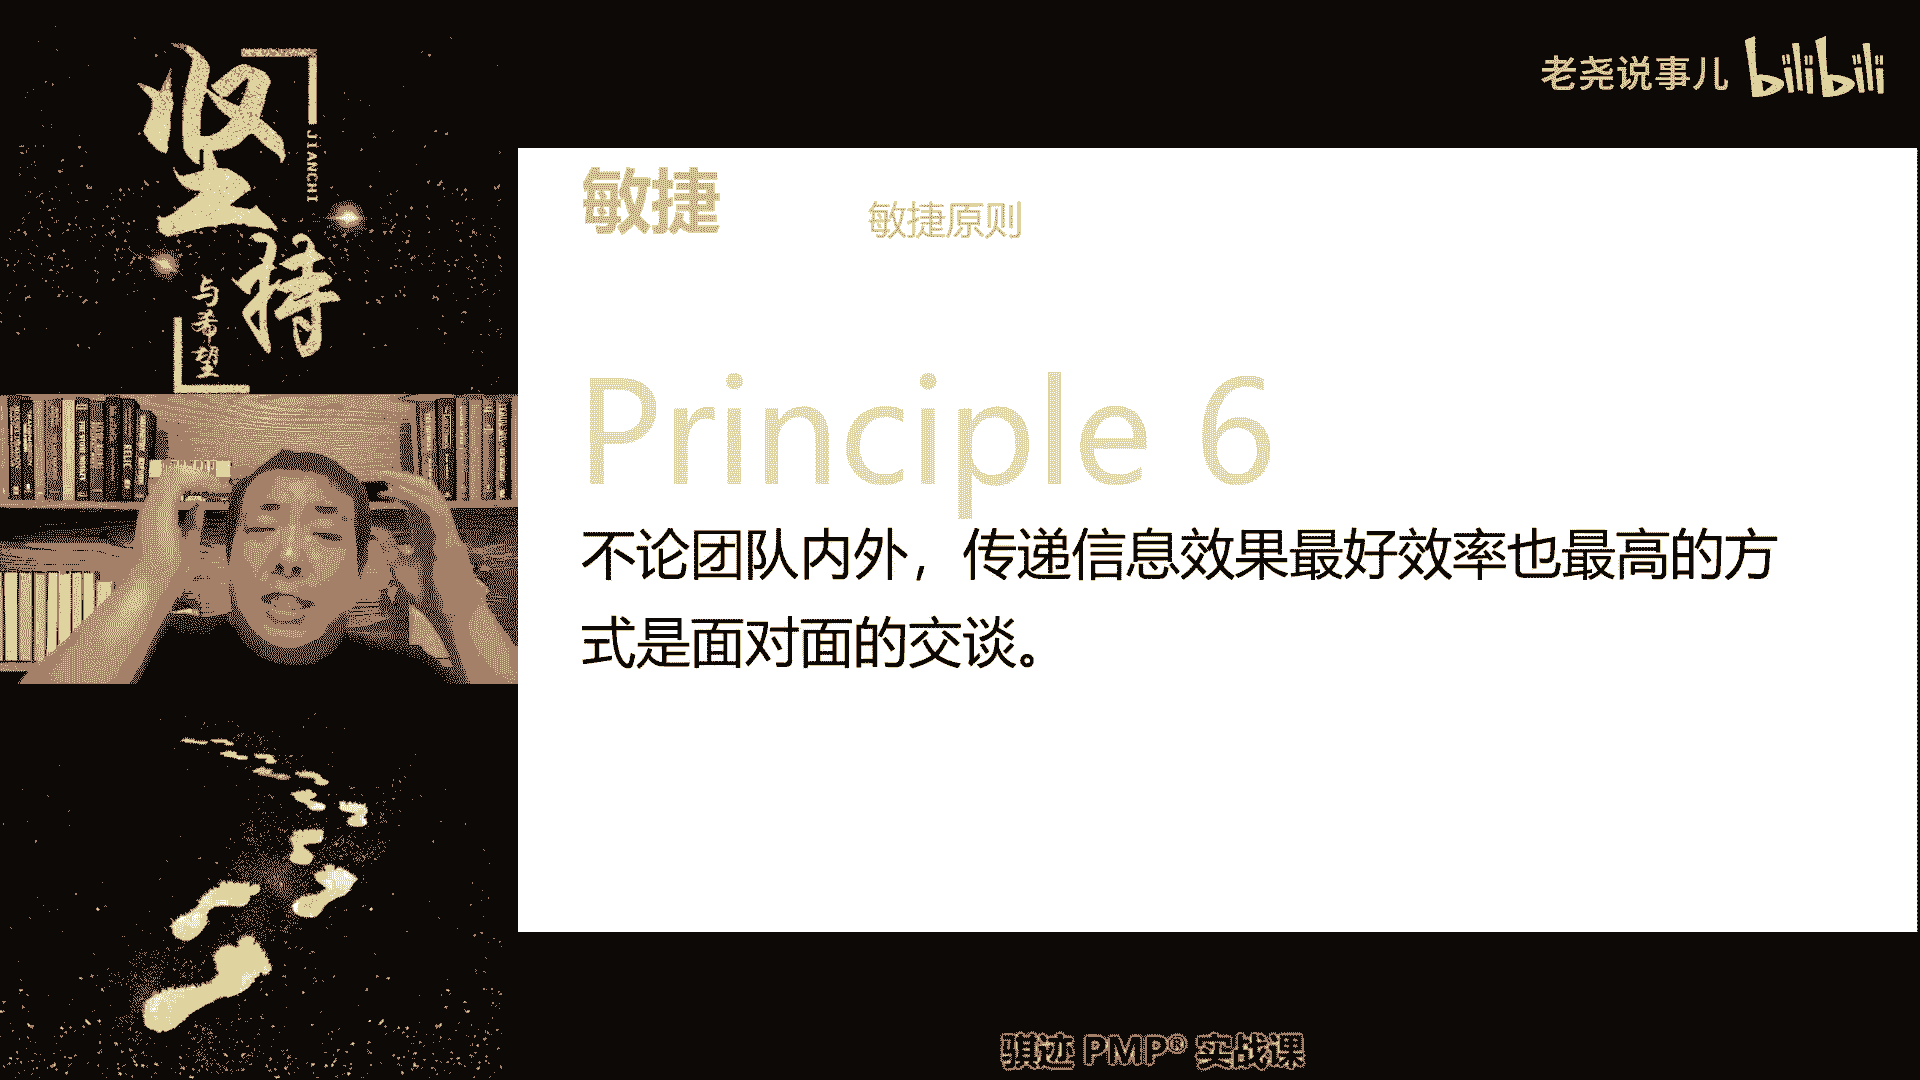 坚持
JIANCHI
与希望
老尧说事儿 bilibili
敏捷
敏捷原则
Principle 6
不论团队内外，传递信息效果最好效率也最高的方
式是面对面的交谈。
骐迹 PMP® 实战课